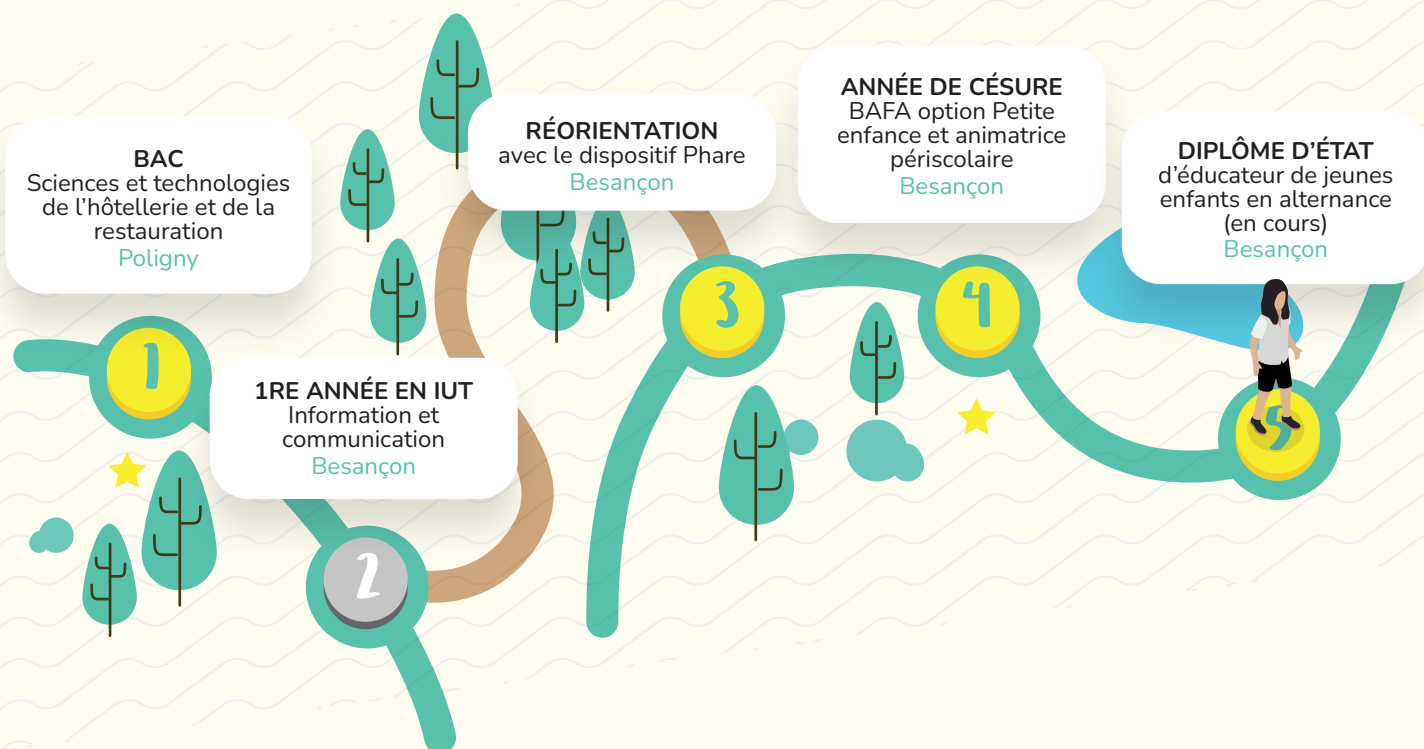 BAC
Sciences et technologies
de l’hôtellerie et de la
restauration
Poligny
1
1RE ANNÉE EN IUT
Information et
communication
Besançon
2
RÉORIENTATION
avec le dispositif Phare
Besançon
3
ANNÉE DE CÉSURE
BAFA option Petite
enfance et animatrice
périscolaire
Besançon
4
DIPLÔME D’ÉTAT
d’éducateur de jeunes
enfants en alternance
(en cours)
Besançon
5